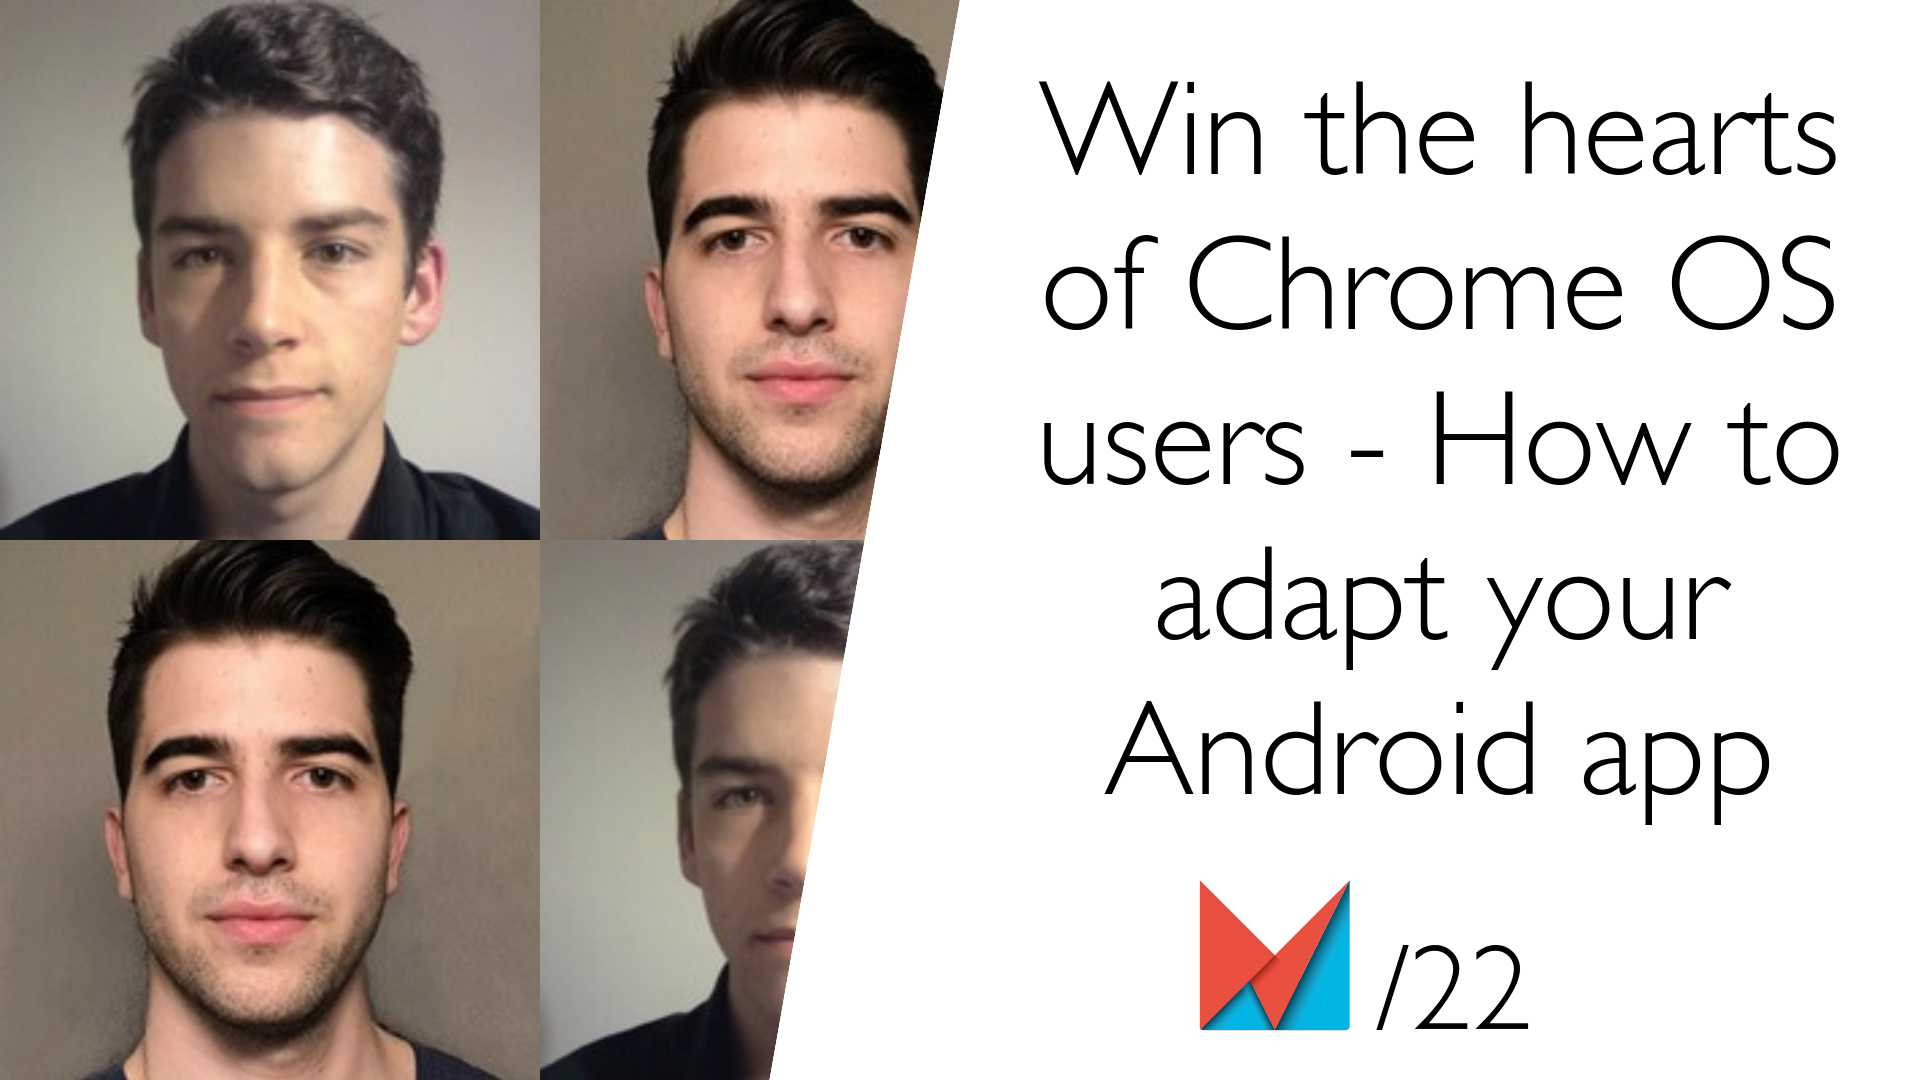 Win the hearts
of Chrome OS
users - How to
adapt your
Android app
/22